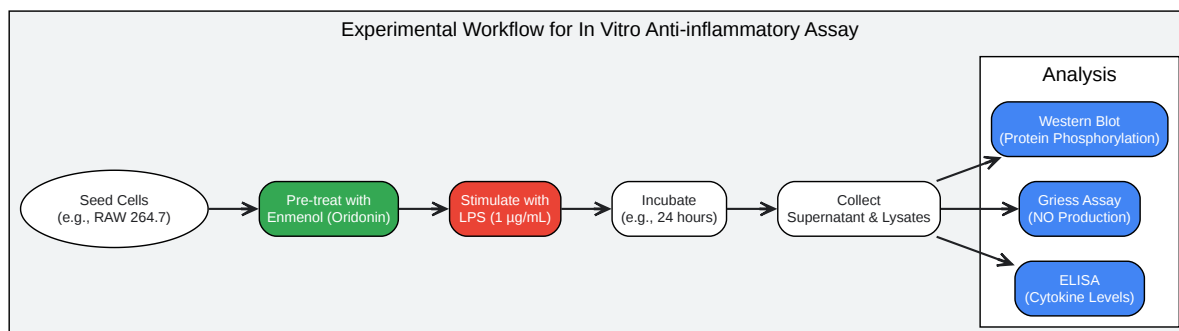 Experimental Workflow for In Vitro Anti-inflammatory Assay
Seed Cells
(e.g., RAW 264.7)
Pre-treat with
Enmenol (Oridonin)
Stimulate with
LPS (1 µg/mL)
Incubate
(e.g., 24 hours)
Collect
Supernatant & Lysates
Analysis
Western Blot
(Protein Phosphorylation)
Griess Assay
(NO Production)
ELISA
(Cytokine Levels)